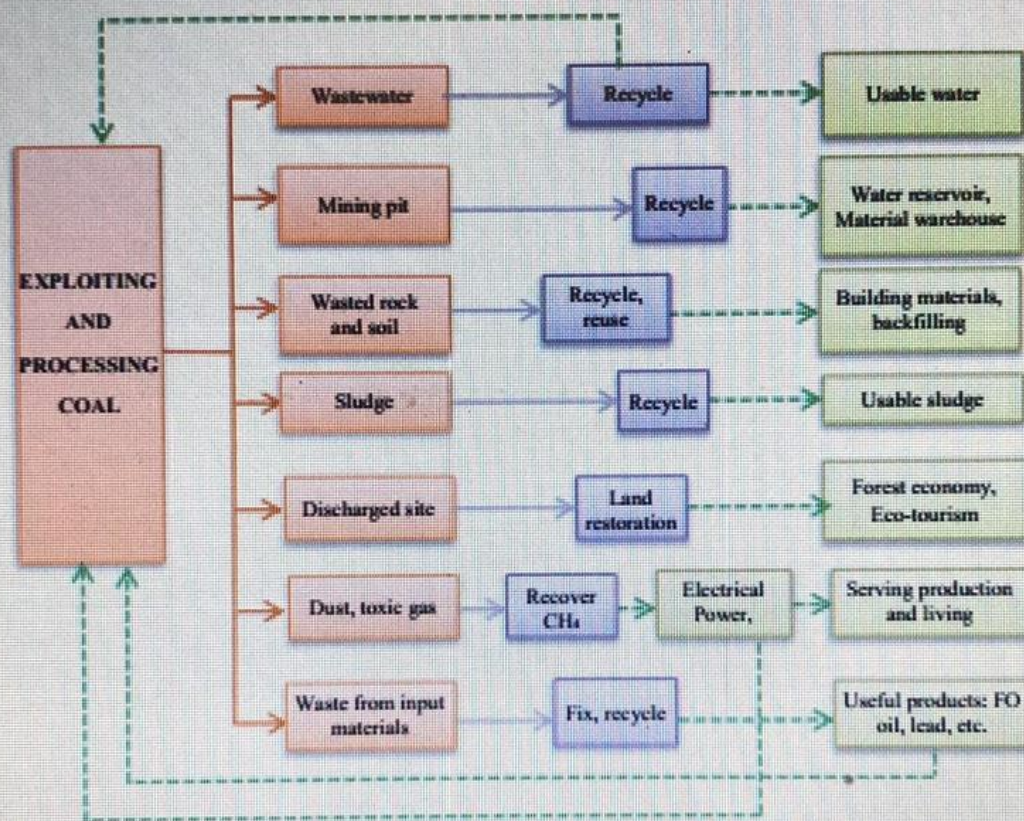 Wastewater
Recycle
Usable water
Mining pit
Recycle
Water reservoir,
Material warehouse
EXPLOITING
AND
PROCESSING
COAL
Wasted rock
and soil
Recycle,
reuse
Building materials,
backfilling
Sludge
Recycle
Usable sludge
Discharged site
Land
restoration
Forest economy,
Eco-tourism
Dust, toxic gas
Recover
CH₄
Electrical
Power,
Serving production
and living
Waste from input
materials
Fix, recycle
Useful products: FO
oil, lead, etc.